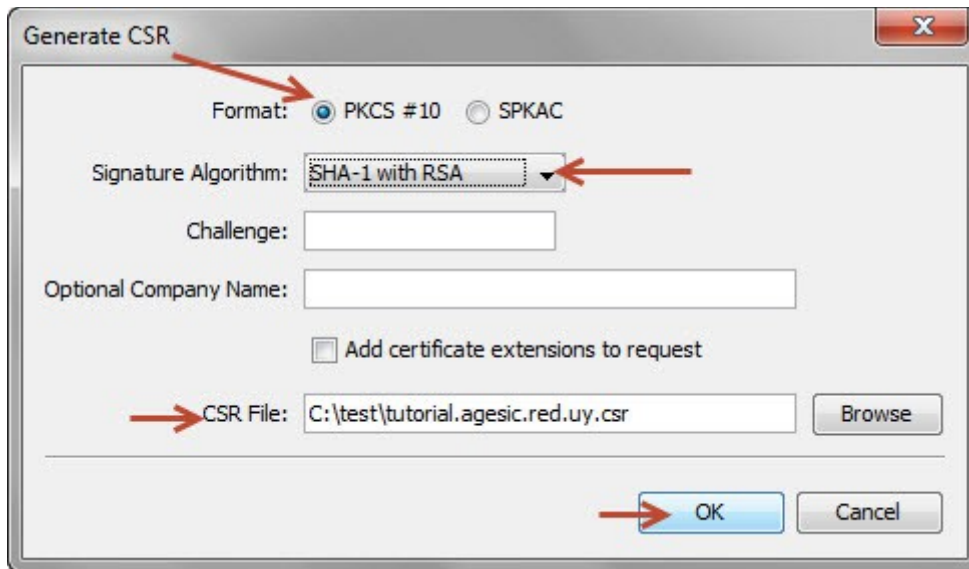 Generate CSR
Format: PKCS #10 SPKAC
Signature Algorithm: SHA-1 with RSA
Challenge:
Optional Company Name:
Add certificate extensions to request
CSR File: C:\test\tutorial.agesic.red.uy.csr Browse
OK Cancel